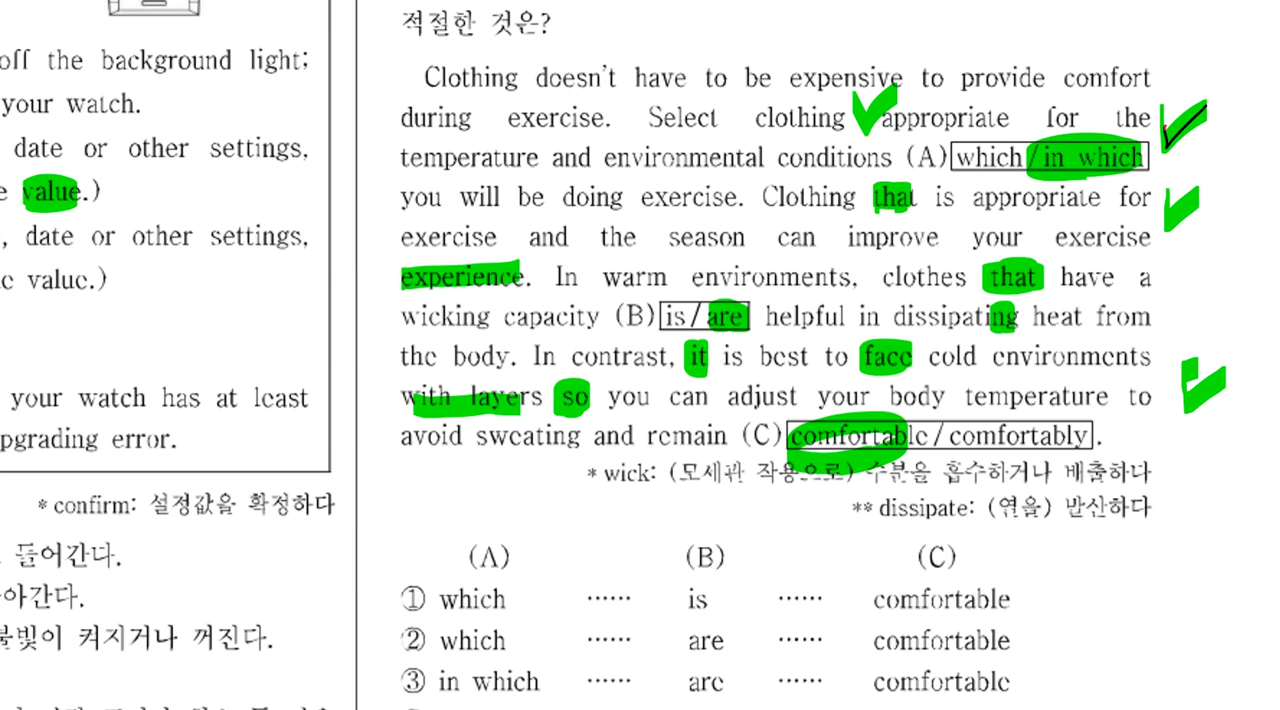 off the background light;
your watch.
date or other settings,
value.)
, date or other settings,
value.)
your watch has at least
pgrading error.
* confirm: 설정값을 확정하다
들어간다.
아간다.
불빛이 켜지거나 꺼진다.
적절한 것은?
Clothing doesn't have to be expensive to provide comfort
during exercise. Select clothing appropriate for the
temperature and environmental conditions (A) which / in which
you will be doing exercise. Clothing that is appropriate for
exercise and the season can improve your exercise
experience. In warm environments, clothes that have a
wicking capacity (B) is / are helpful in dissipating heat from
the body. In contrast, it is best to face cold environments
with layers so you can adjust your body temperature to
avoid sweating and remain (C) comfortable / comfortably.
* wick: (모세관 작용으로) 수분을 흡수하거나 배출하다
** dissipate: (열을) 발산하다
(A) (B) (C)
① which …… is …… comfortable
② which …… are …… comfortable
③ in which …… are …… comfortable